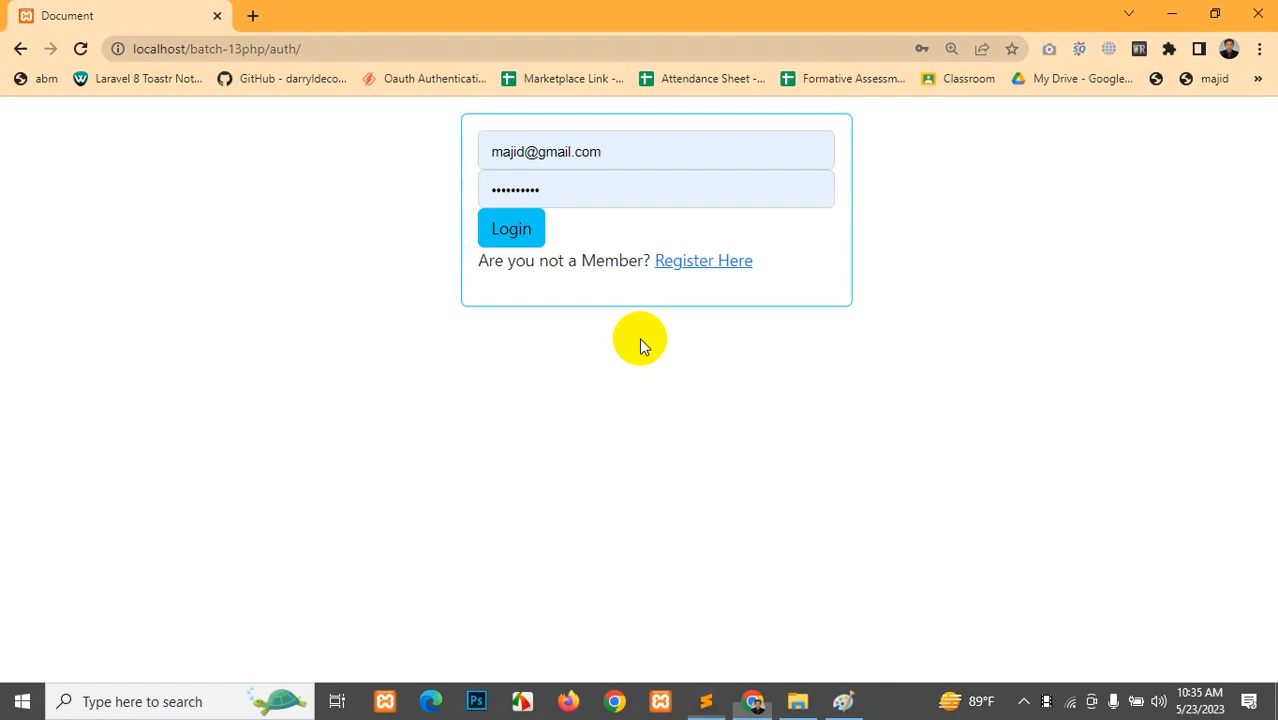 Document
localhost/batch-13php/auth/
abm
Laravel 8 Toastr Not...
GitHub - darryldeco...
Oauth Authenticati...
Marketplace Link -...
Attendance Sheet -...
Formative Assessm...
Classroom
My Drive - Google...
majid
»
majid@gmail.com
••••••••••
Login
Are you not a Member? Register Here
Type here to search
Ps
89°F
10:35 AM
5/23/2023